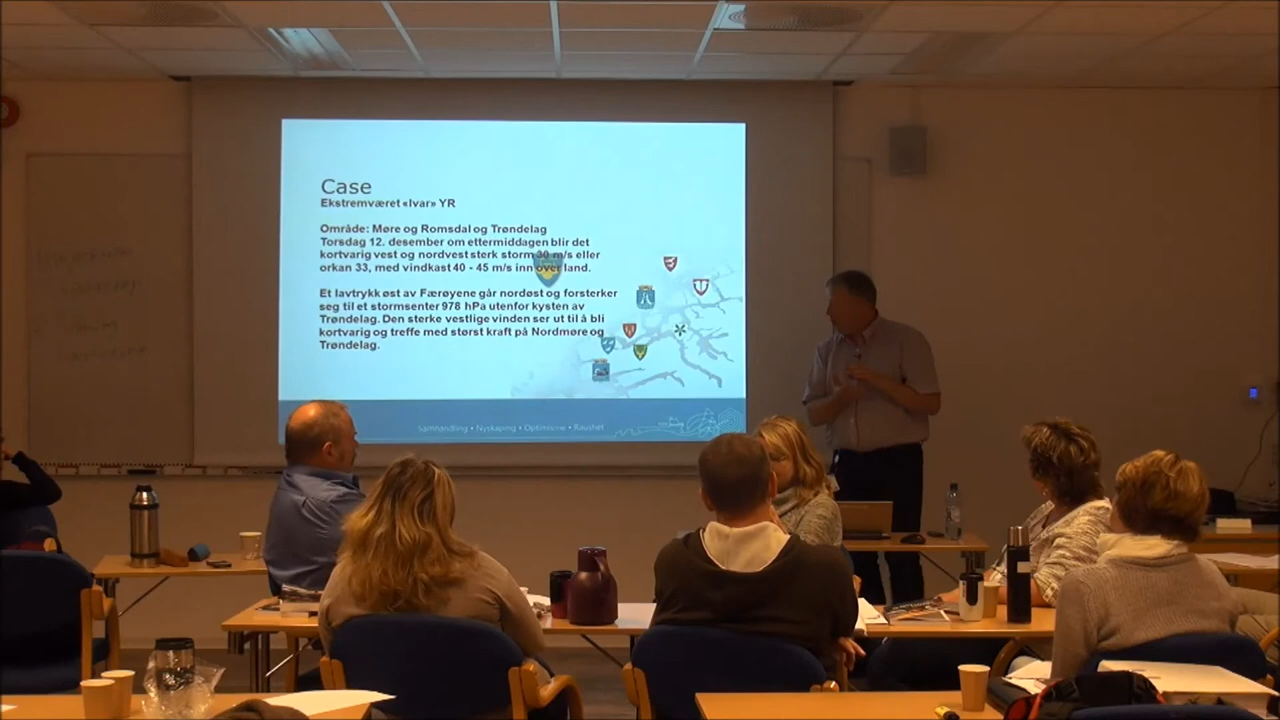 Case
Ekstremværet «Ivar» YR
Område: Møre og Romsdal og Trøndelag
Torsdag 12. desember om ettermiddagen blir det
kortvarig vest og nordvest sterk storm 30 m/s eller
orkan 33, med vindkast 40 - 45 m/s inn over land.
Et lavtrykk øst av Færøyene går nordøst og forsterker
seg til et stormsenter 978 hPa utenfor kysten av
Trøndelag. Den sterke vestlige vinden ser ut til å bli
kortvarig og treffe med størst kraft på Nordmøre og
Trøndelag.
Samhandling • Nyskaping • Optimisme • Raushet